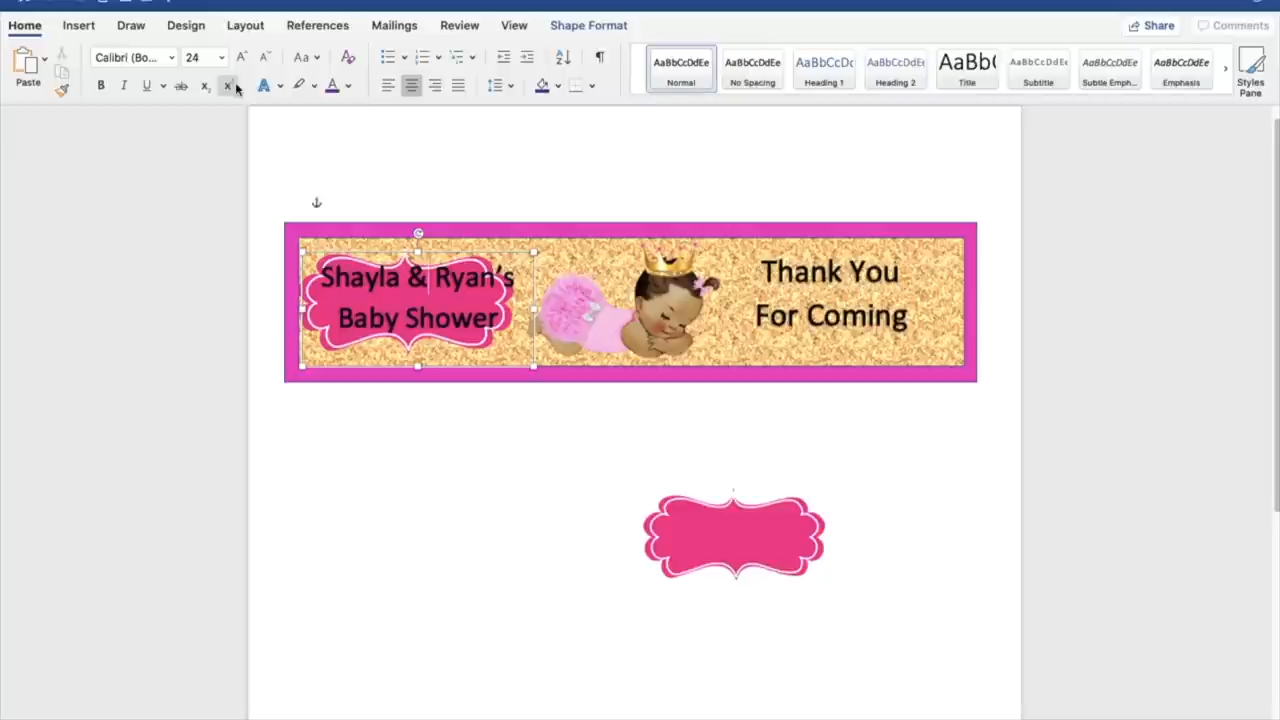 Home Insert Draw Design Layout References Mailings Review View Shape Format Share Comments
Calibri (Bo... 24 A A Aa A
AaBbCcDdEe AaBbCcDdEe AaBbCcDc AaBbCcDdEe AaBb( AaBbCcDdEe AaBbCcDdEe AaBbCcDdEe
Paste B I U ab X A A
Normal No Spacing Heading 1 Heading 2 Title Subtitle Subtle Emph... Emphasis Styles
Pane
Shayla & Ryan's
Baby Shower
Thank You
For Coming